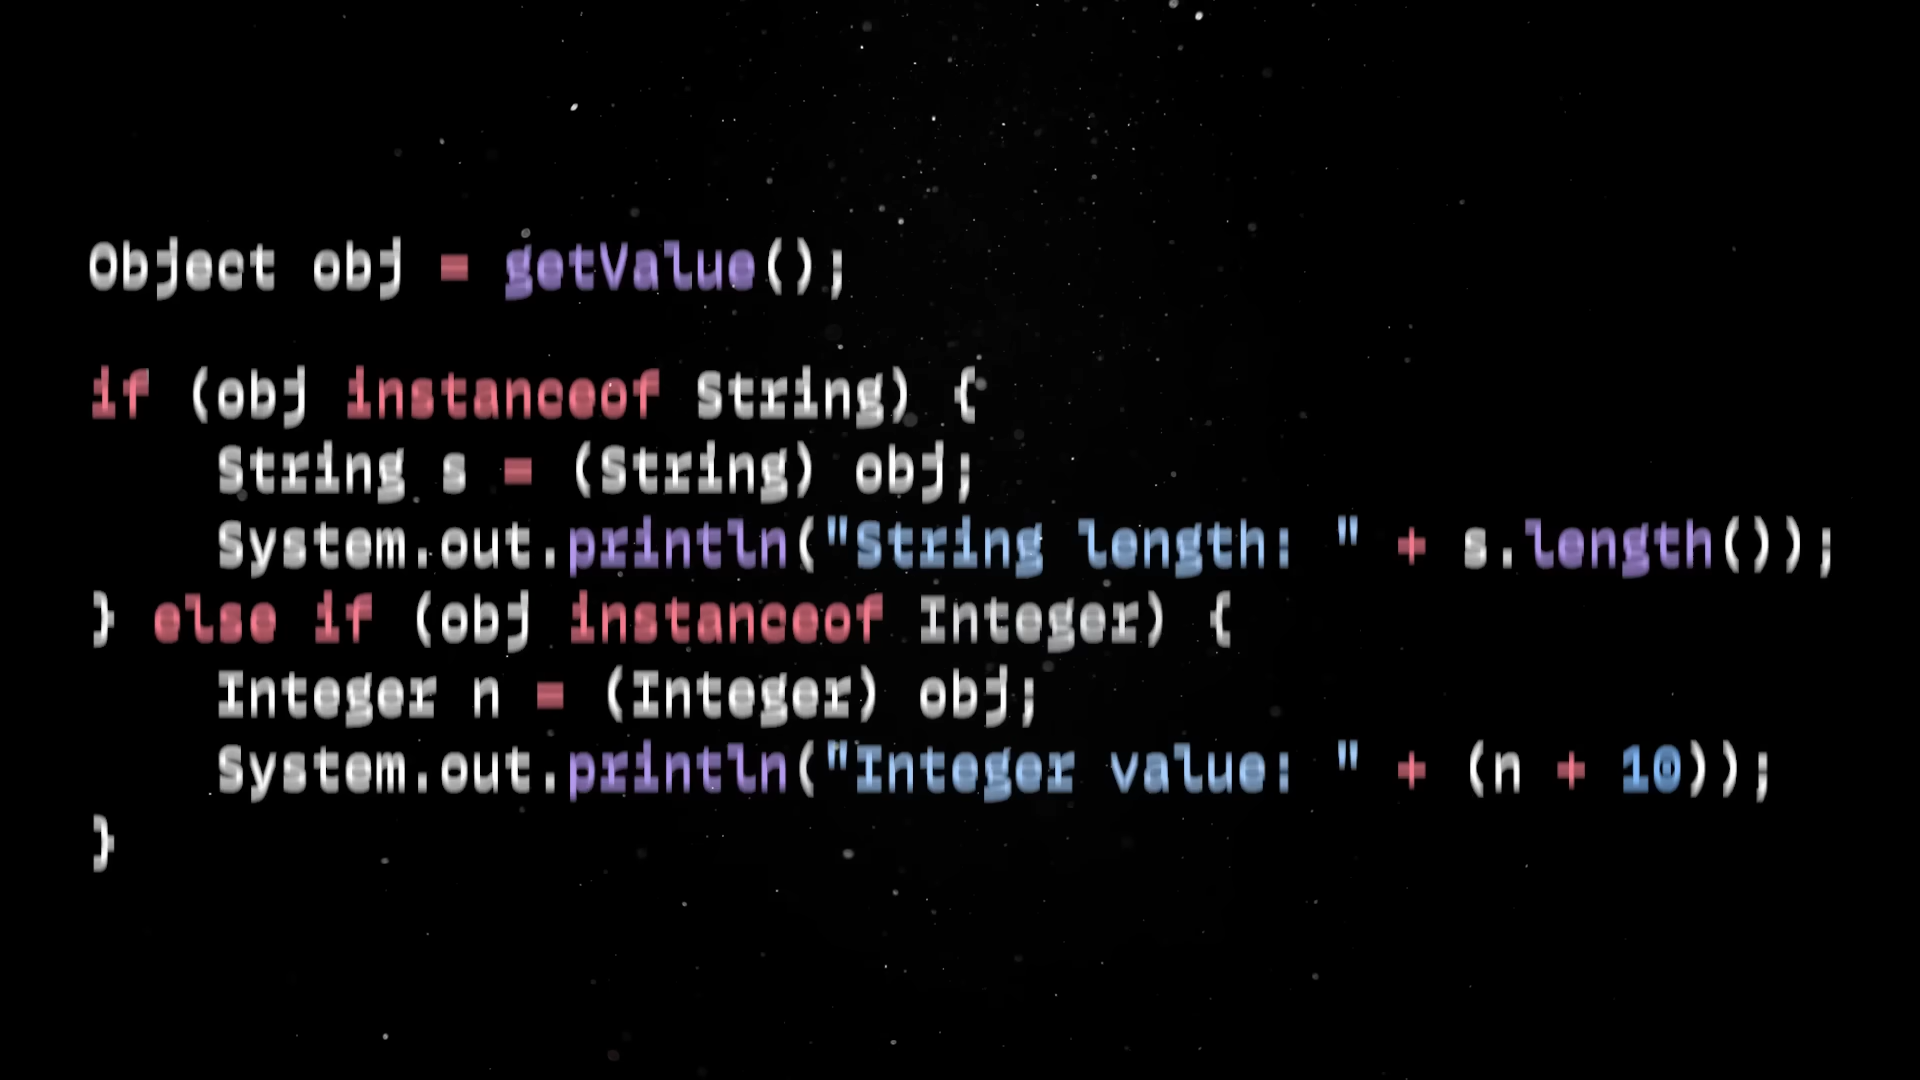 Object obj = getValue();
if (obj instanceof String) {
    String s = (String) obj;
    System.out.println("String length: " + s.length());
} else if (obj instanceof Integer) {
    Integer n = (Integer) obj;
    System.out.println("Integer value: " + (n + 10));
}